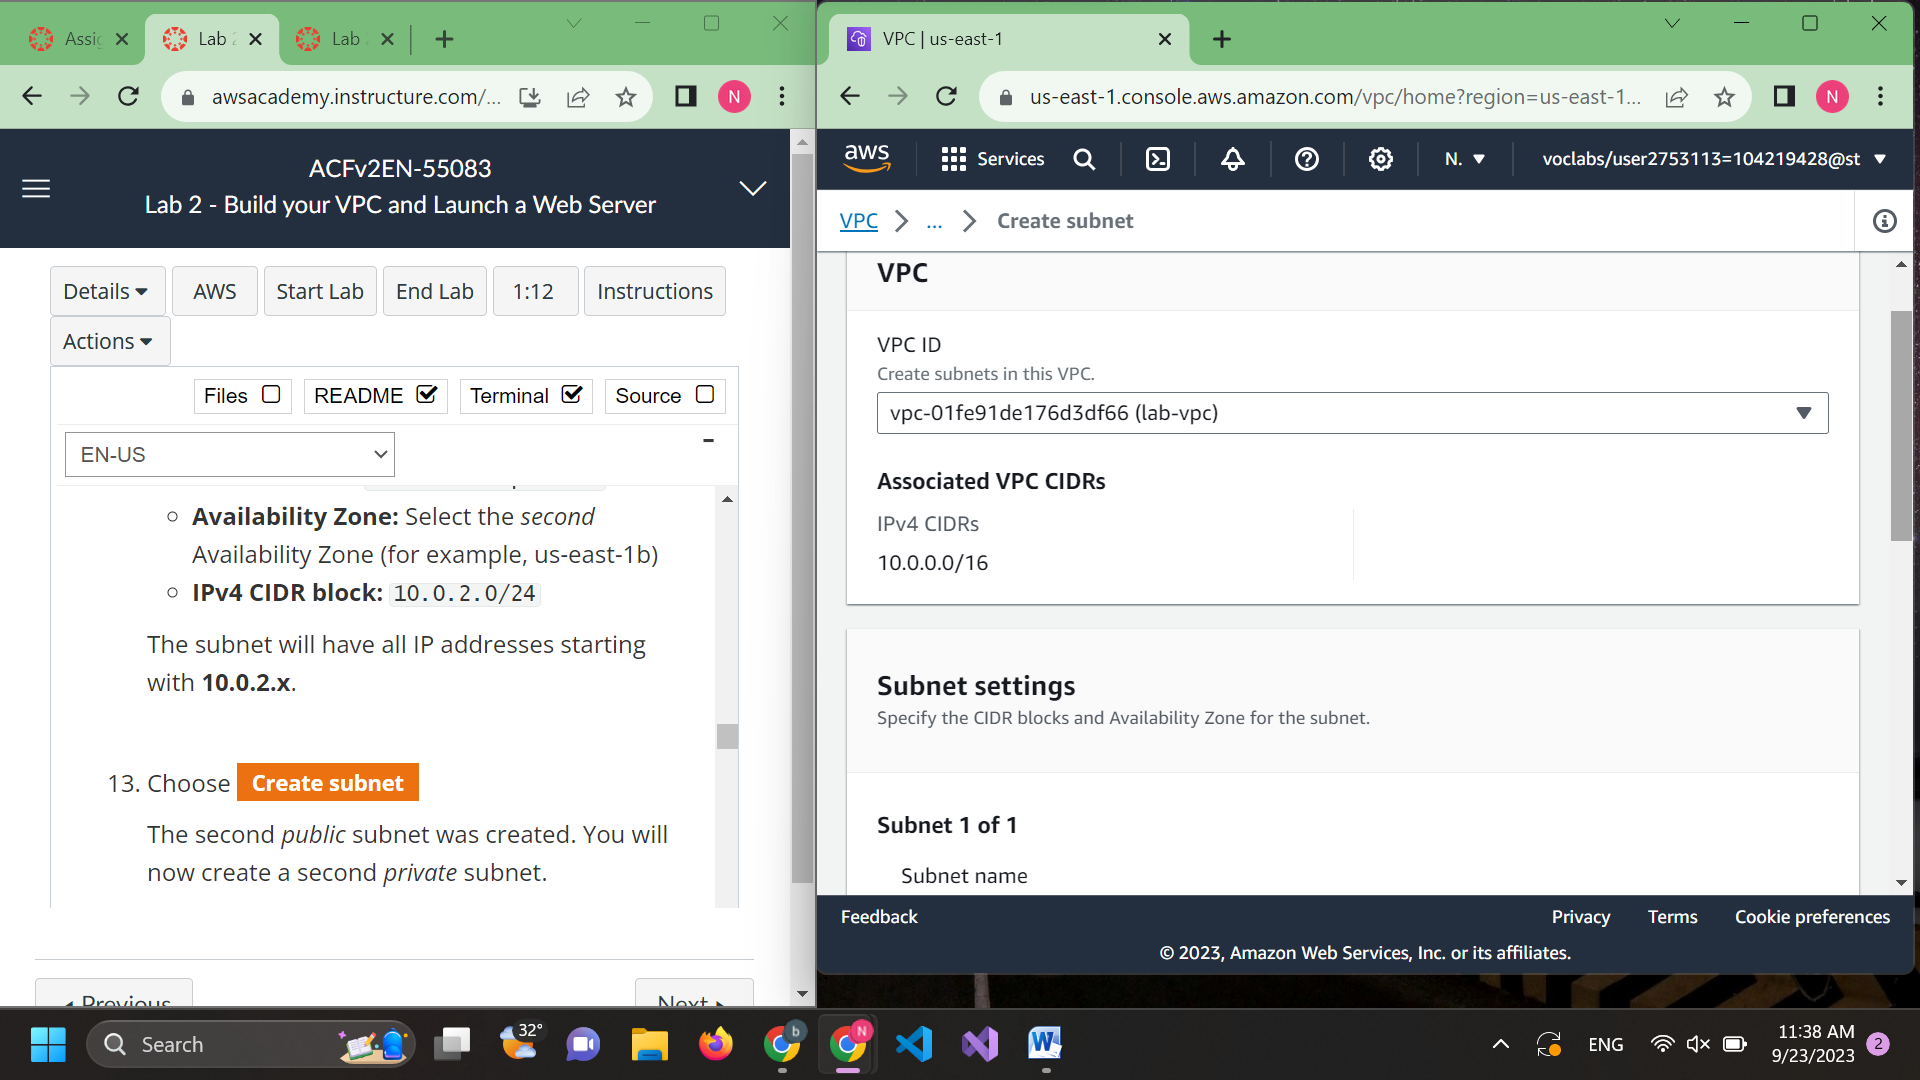 Assig
Lab 2
Lab
awsacademy.instructure.com/...
N
ACFv2EN-55083
Lab 2 - Build your VPC and Launch a Web Server
Details
AWS
Start Lab
End Lab
1:12
Instructions
Actions
Files
README
Terminal
Source
EN-US
Availability Zone: Select the second
Availability Zone (for example, us-east-1b)
IPv4 CIDR block: 10.0.2.0/24
The subnet will have all IP addresses starting
with 10.0.2.x.
13. Choose Create subnet
The second public subnet was created. You will
now create a second private subnet.
Previous
Next
VPC | us-east-1
us-east-1.console.aws.amazon.com/vpc/home?region=us-east-1...
N
aws
Services
N.
voclabs/user2753113=104219428@st
VPC
...
Create subnet
VPC
VPC ID
Create subnets in this VPC.
vpc-01fe91de176d3df66 (lab-vpc)
Associated VPC CIDRs
IPv4 CIDRs
10.0.0.0/16
Subnet settings
Specify the CIDR blocks and Availability Zone for the subnet.
Subnet 1 of 1
Subnet name
Feedback
Privacy
Terms
Cookie preferences
© 2023, Amazon Web Services, Inc. or its affiliates.
Search
32°
b
N
W
ENG
11:38 AM
9/23/2023
2